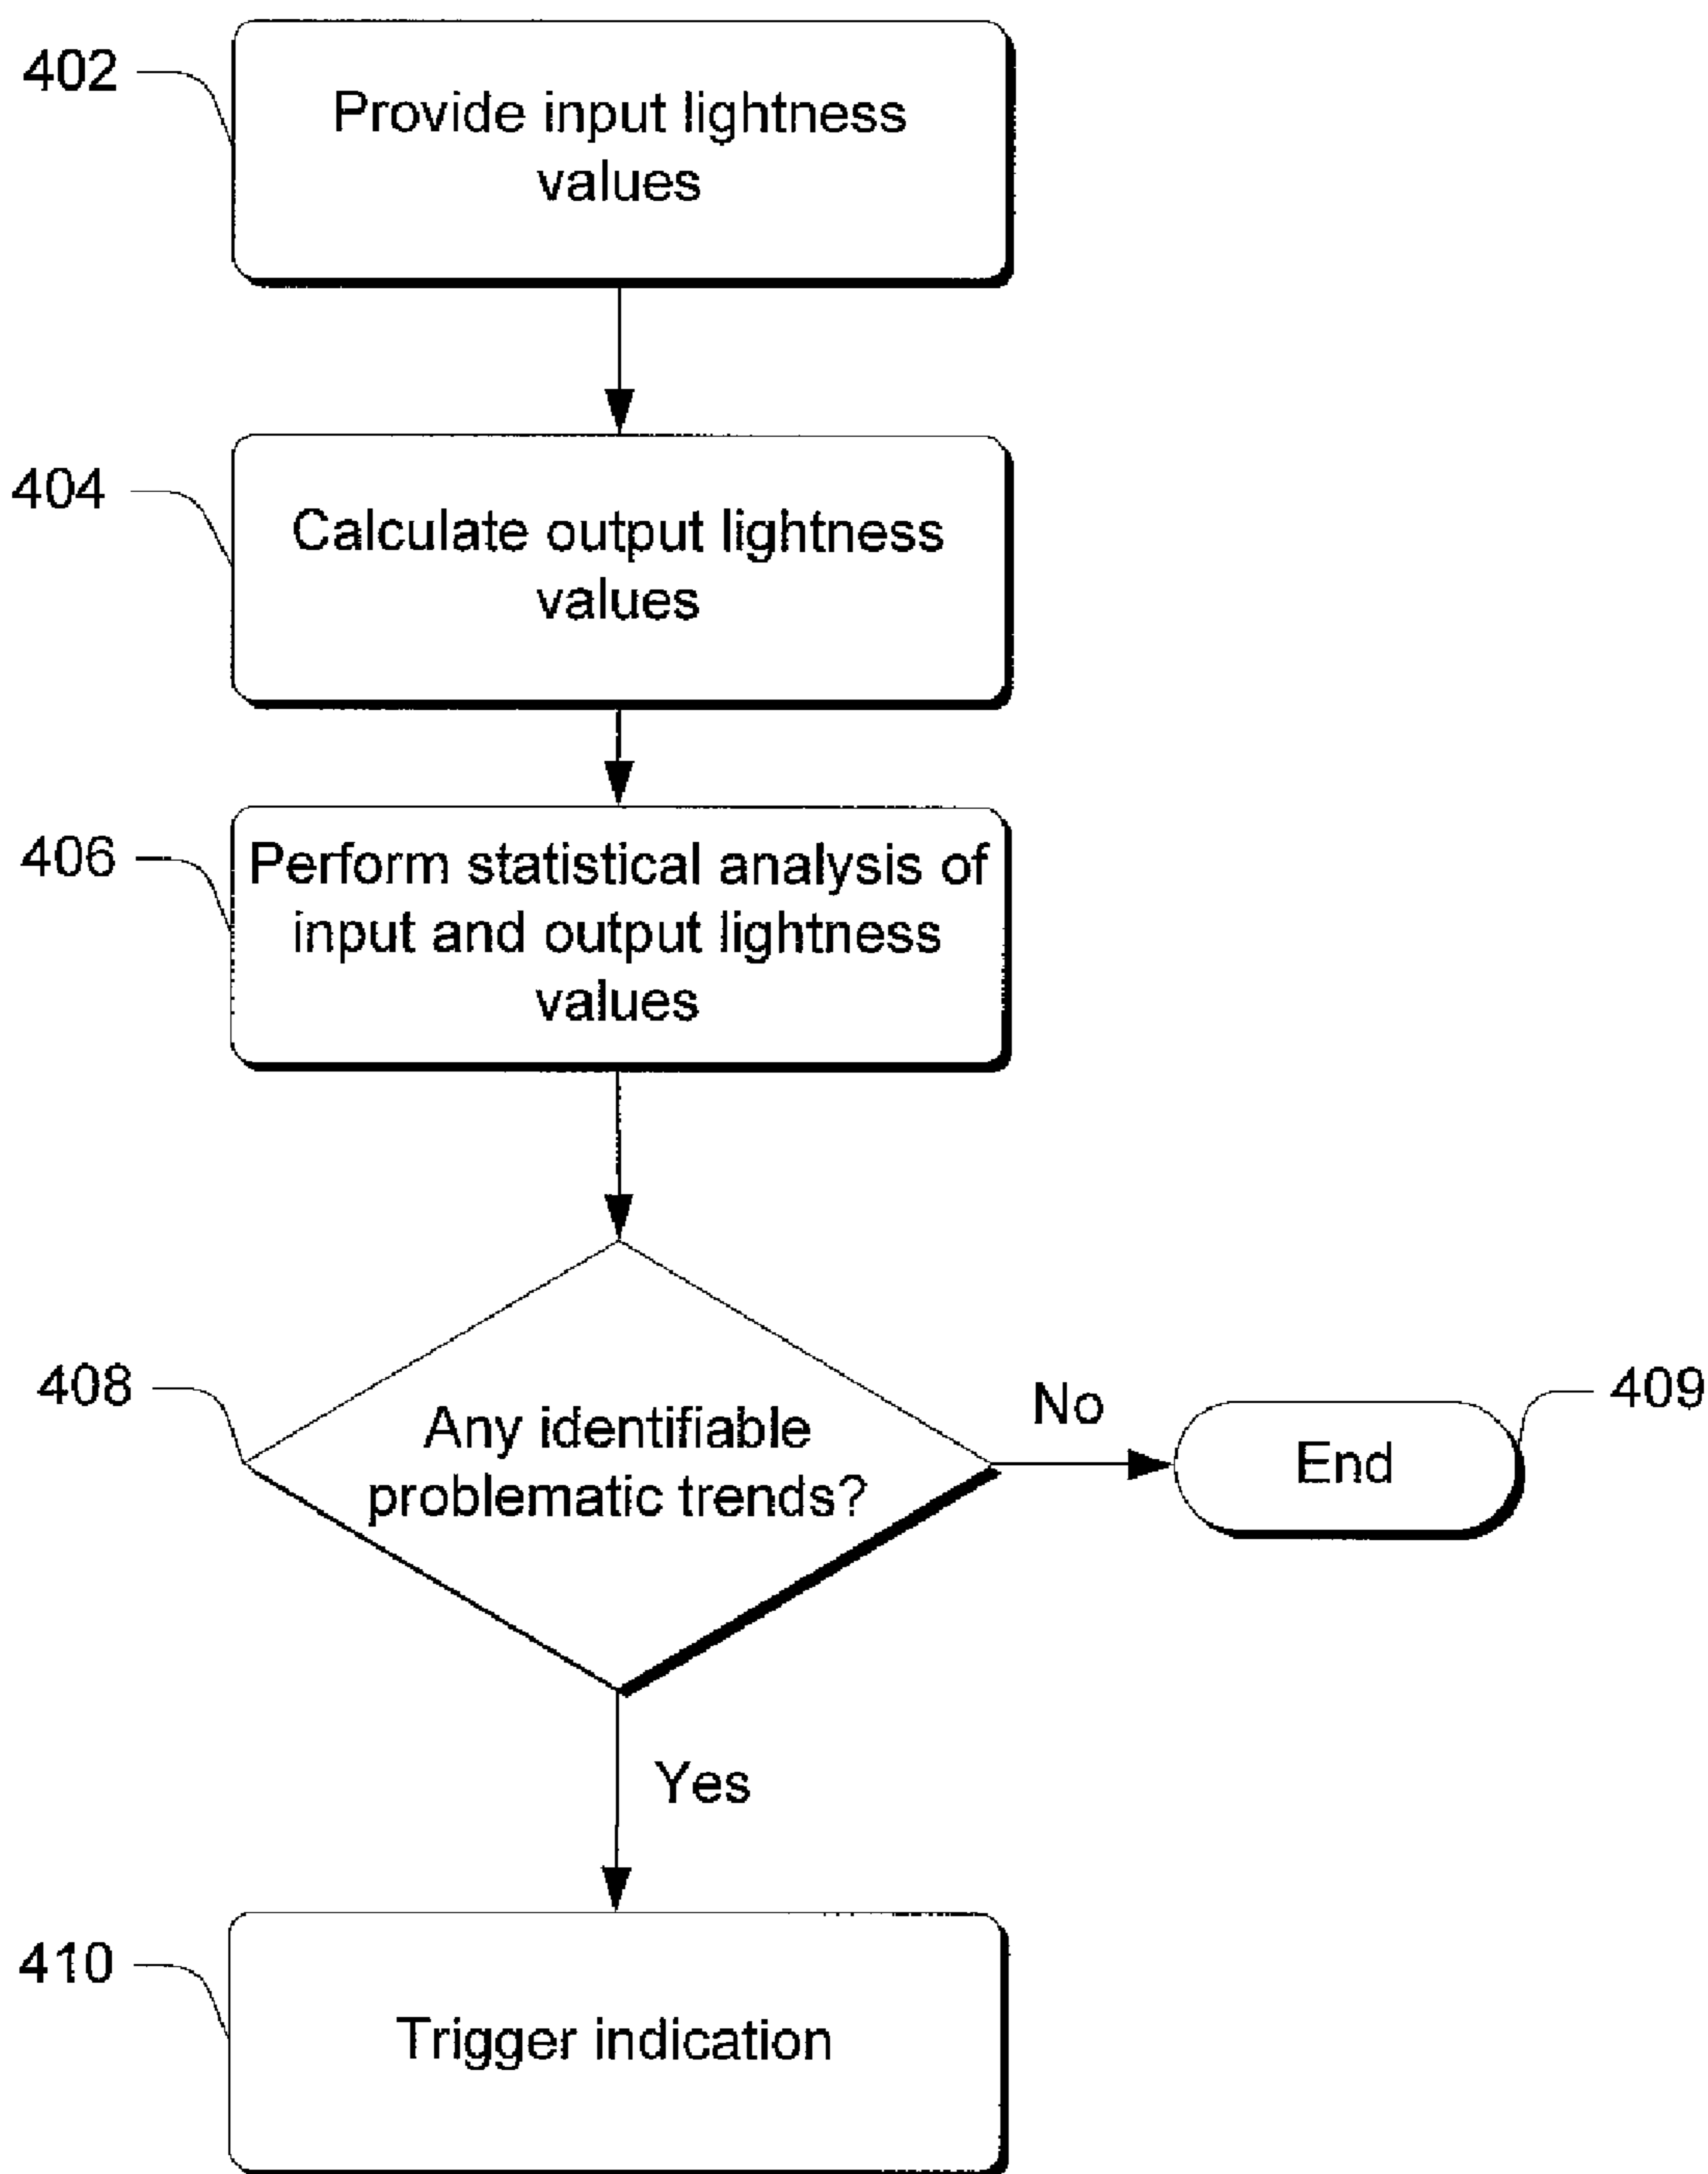 402
Provide input lightness
values
404
Calculate output lightness
values
406
Perform statistical analysis of
input and output lightness
values
408
Any identifiable
problematic trends?
No
End
409
Yes
410
Trigger indication